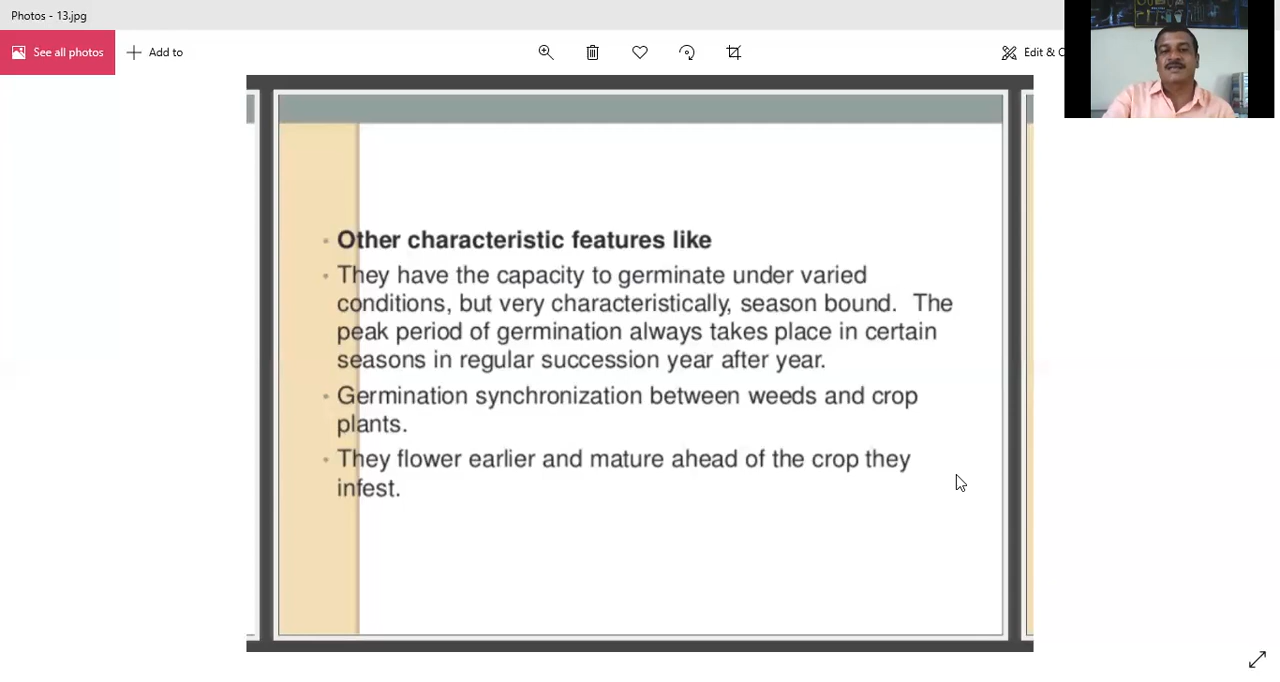 Photos - 13.jpg
See all photos
Add to
Edit & C
Other characteristic features like
They have the capacity to germinate under varied
conditions, but very characteristically, season bound. The
peak period of germination always takes place in certain
seasons in regular succession year after year.
Germination synchronization between weeds and crop
plants.
They flower earlier and mature ahead of the crop they
infest.